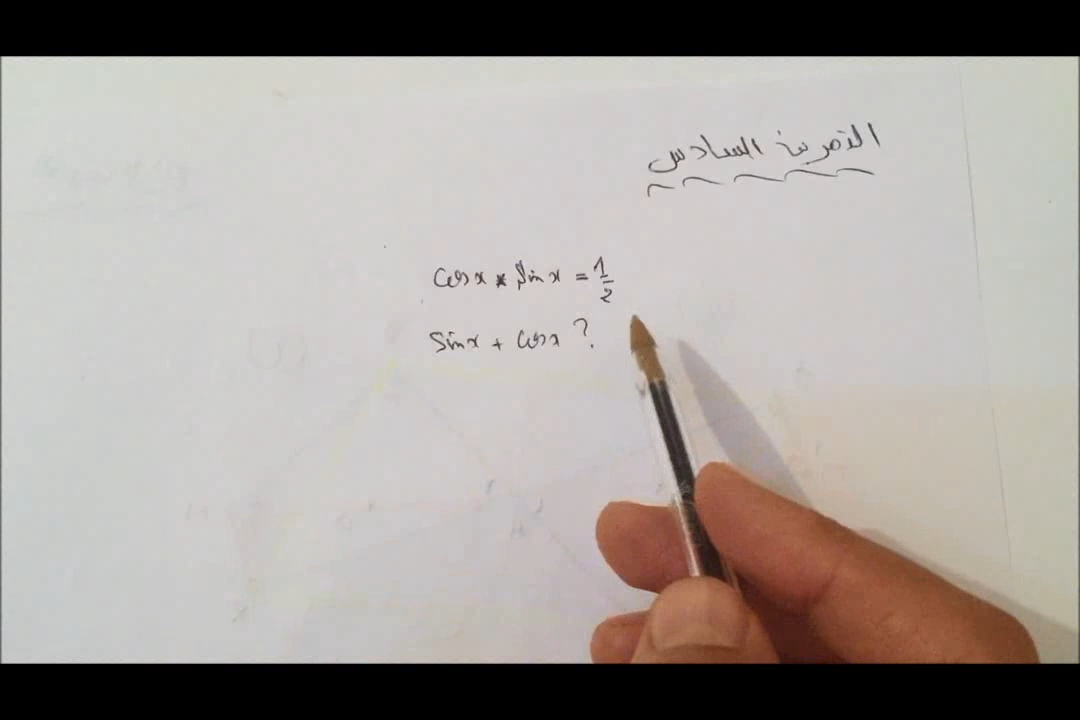 التمرين السادس
cos x * sin x = 1/2
sin x + cos x ?